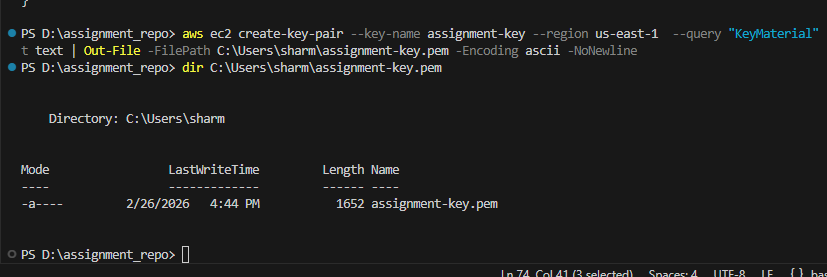 }
PS D:\assignment_repo> aws ec2 create-key-pair --key-name assignment-key --region us-east-1  --query "KeyMaterial"
t text | Out-File -FilePath C:\Users\sharm\assignment-key.pem -Encoding ascii -NoNewline
PS D:\assignment_repo> dir C:\Users\sharm\assignment-key.pem
Directory: C:\Users\sharm
Mode                 LastWriteTime         Length Name
----                 -------------         ------ ----
-a----         2/26/2026   4:44 PM           1652 assignment-key.pem
PS D:\assignment_repo>
Ln 74, Col 41 (3 selected)   Spaces: 4   UTF-8   LF   { }